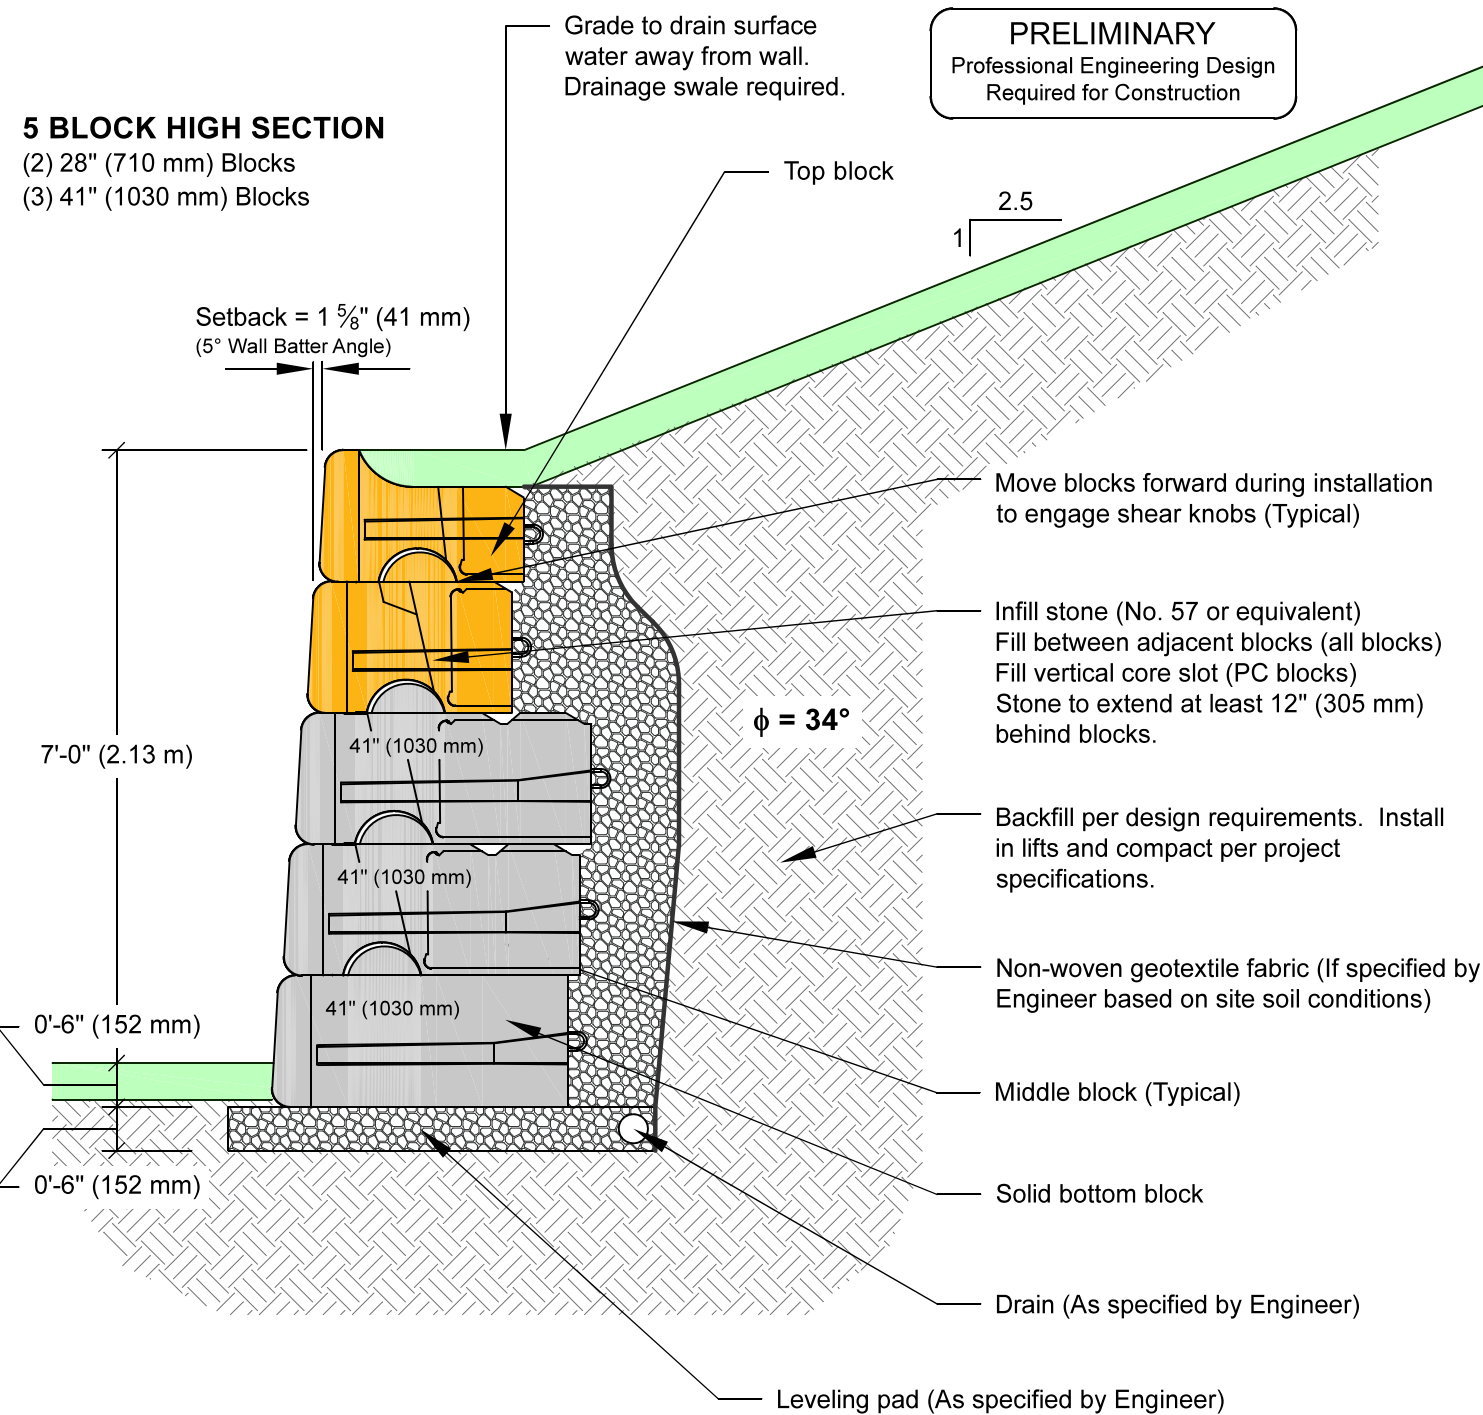 Grade to drain surface
water away from wall.
Drainage swale required.
PRELIMINARY
Professional Engineering Design
Required for Construction
5 BLOCK HIGH SECTION
(2) 28" (710 mm) Blocks
(3) 41" (1030 mm) Blocks
Top block
2.5
1
Setback = 1 5⁄8" (41 mm)
(5° Wall Batter Angle)
Move blocks forward during installation
to engage shear knobs (Typical)
Infill stone (No. 57 or equivalent)
Fill between adjacent blocks (all blocks)
Fill vertical core slot (PC blocks)
Stone to extend at least 12" (305 mm)
behind blocks.
ϕ = 34°
41" (1030 mm)
7'-0" (2.13 m)
Backfill per design requirements. Install
in lifts and compact per project
specifications.
41" (1030 mm)
Non-woven geotextile fabric (If specified by
Engineer based on site soil conditions)
41" (1030 mm)
0'-6" (152 mm)
Middle block (Typical)
0'-6" (152 mm)
Solid bottom block
Drain (As specified by Engineer)
Leveling pad (As specified by Engineer)